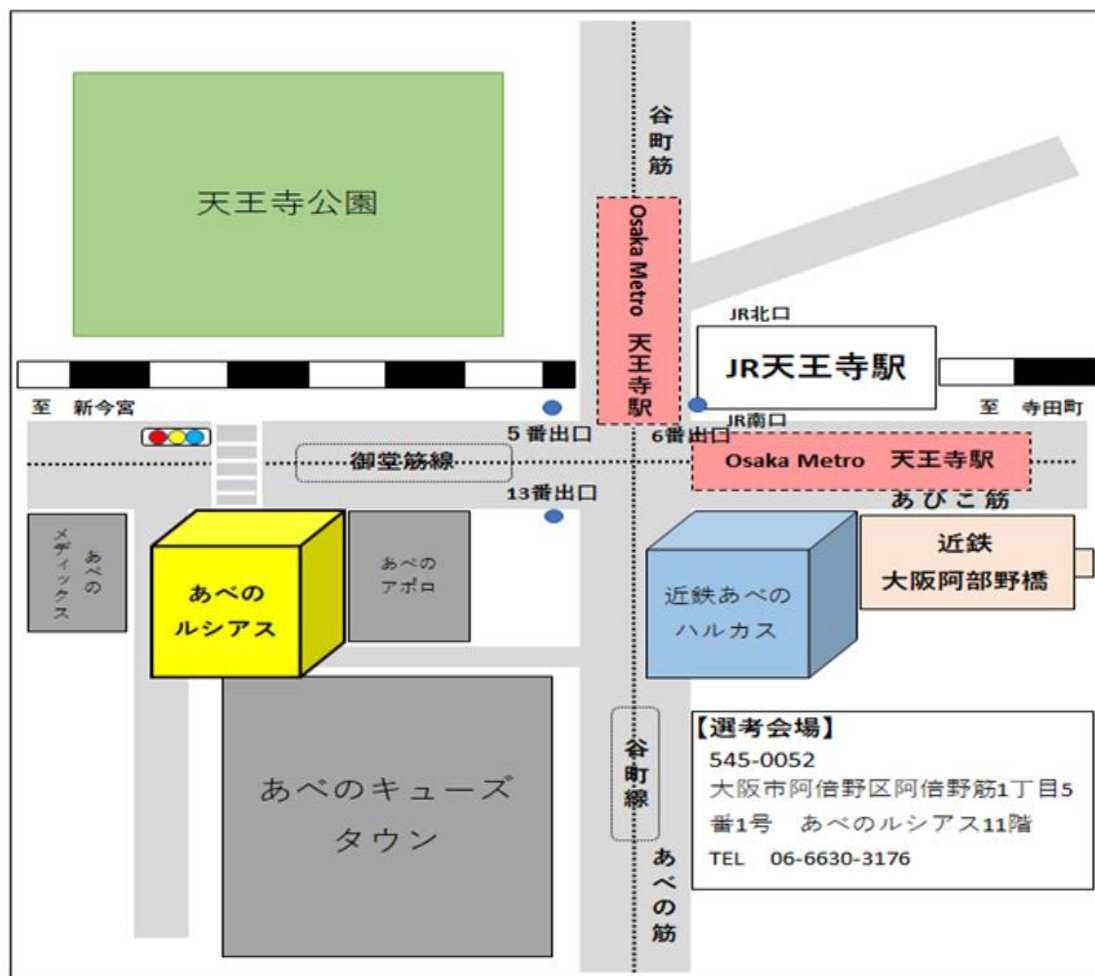 谷町筋
天王寺公園
Osaka Metro 天王寺駅
JR北口
JR天王寺駅
至 新今宮
至 寺田町
5番出口
6番出口
JR南口
御堂筋線
Osaka Metro 天王寺駅
13番出口
あびこ筋
あべの
メディックス
あべの
ルシアス
あべの
アポロ
近鉄あべの
ハルカス
近鉄
大阪阿部野橋
あべのキューズ
タウン
谷町線
あべの筋
【選考会場】
545-0052
大阪市阿倍野区阿倍野筋1丁目5
番1号 あべのルシアス11階
TEL 06-6630-3176